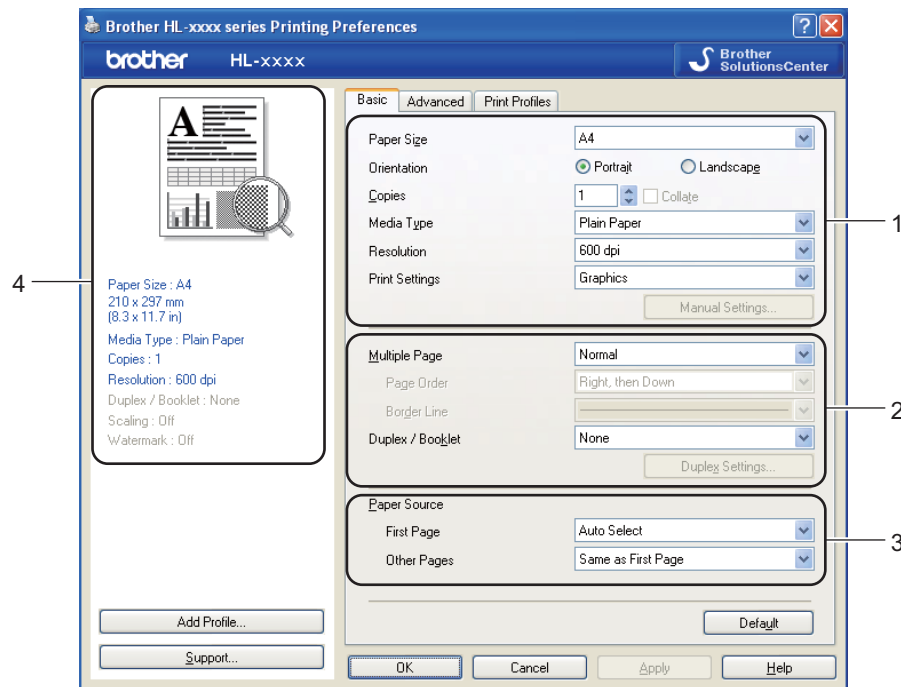 Brother HL-xxxx series Printing Preferences
brother HL-xxxx
Brother
SolutionsCenter
A
Paper Size : A4
210 x 297 mm
(8.3 x 11.7 in)
Media Type : Plain Paper
Copies : 1
Resolution : 600 dpi
Duplex / Booklet : None
Scaling : Off
Watermark : Off
4
Add Profile...
Support...
Basic Advanced Print Profiles
Paper Size A4
Orientation Portrait Landscape
Copies 1 Collate
Media Type Plain Paper
Resolution 600 dpi
Print Settings Graphics
Manual Settings...
1
Multiple Page Normal
Page Order Right, then Down
Border Line
Duplex / Booklet None
Duplex Settings...
2
Paper Source
First Page Auto Select
Other Pages Same as First Page
3
Default
OK Cancel Apply Help